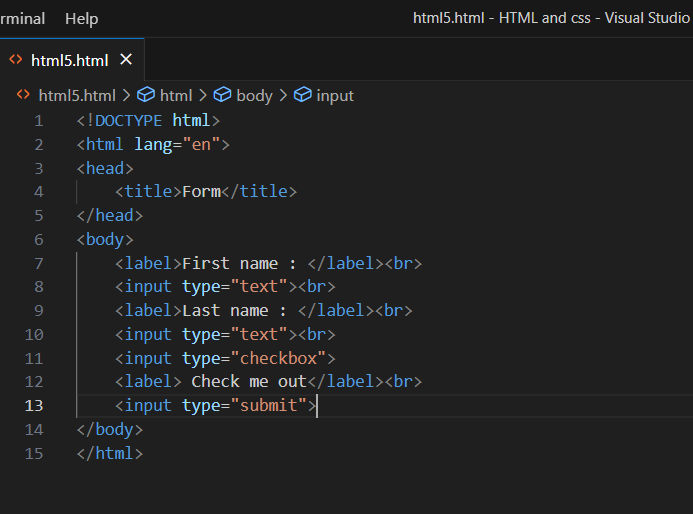 rminal Help html5.html - HTML and css - Visual Studio
html5.html
html5.html > html > body > input
1 <!DOCTYPE html>
2 <html lang="en">
3 <head>
4     <title>Form</title>
5 </head>
6 <body>
7     <label>First name : </label><br>
8     <input type="text"><br>
9     <label>Last name : </label><br>
10     <input type="text"><br>
11     <input type="checkbox">
12     <label> Check me out</label><br>
13     <input type="submit">
14 </body>
15 </html>